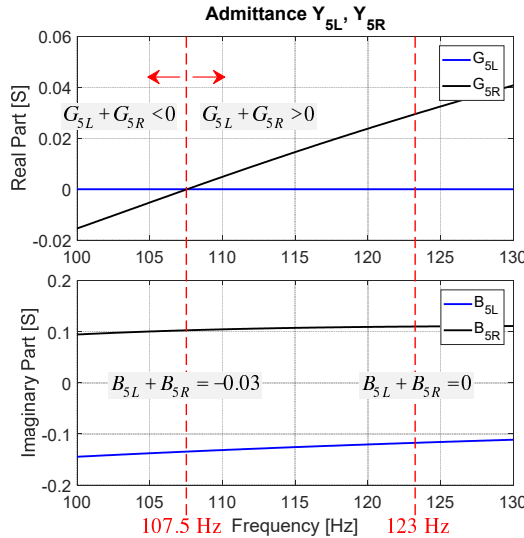 Admittance Y5L, Y5R
Real Part [S]
0.06
0.04
0.02
0
-0.02
G5L
G5R
G5L + G5R <0
G5L + G5R >0
100 105 110 115 120 125 130
Imaginary Part [S]
0.2
0.1
0
-0.1
-0.2
B5L
B5R
B5L + B5R = −0.03
B5L + B5R = 0
100 105 110 115 120 125 130
107.5 Hz Frequency [Hz] 123 Hz